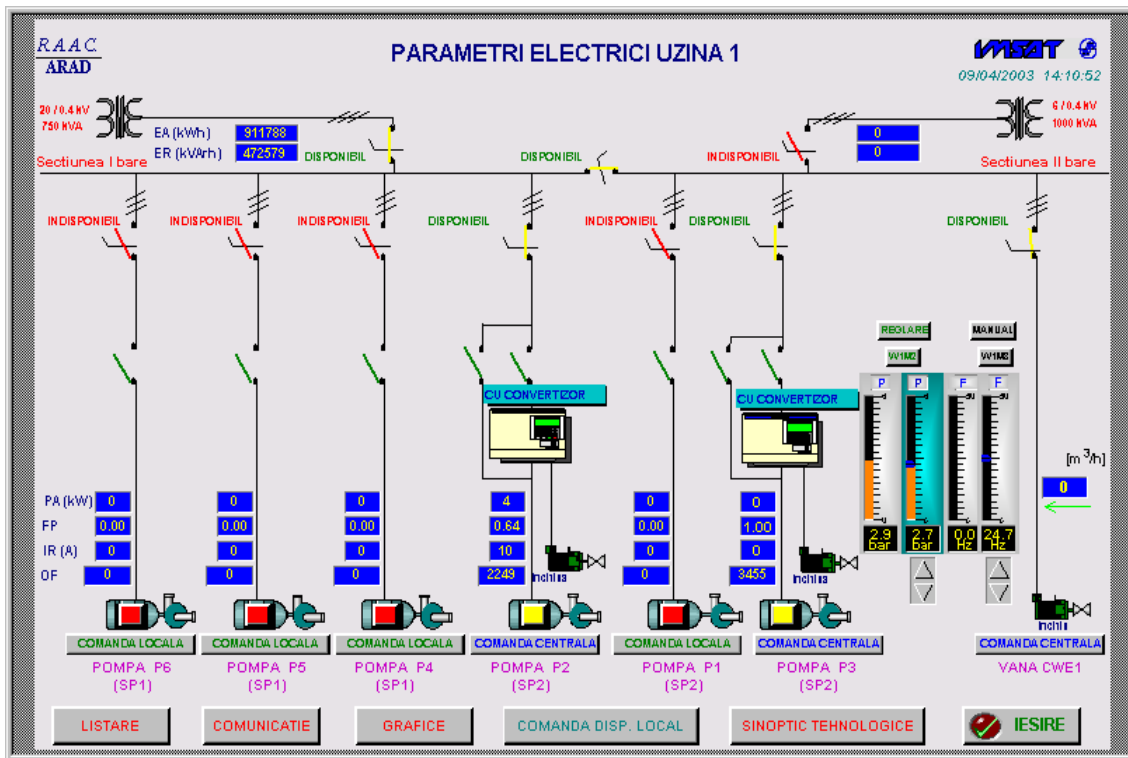 RAAC
ARAD
PARAMETRI ELECTRICI UZINA 1
VMSAT
09/04/2003 14:10:52
20 / 0.4 kV
750 kVA
EA (kWh) 911788
ER (kVArh) 472579
DISPONIBIL
DISPONIBIL
INDISPONIBIL
0
0
6 / 0.4 kV
1000 kVA
Sectiunea I bare
Sectiunea II bare
INDISPONIBIL
INDISPONIBIL
INDISPONIBIL
DISPONIBIL
INDISPONIBIL
DISPONIBIL
DISPONIBIL
REGLARE
MANUAL
VV1M2
VV1M3
CU CONVERTIZOR
CU CONVERTIZOR
P P F F
[m³/h]
0
PA (kW) 0 0 0 4 0 0
FP 0.00 0.00 0.00 0.64 0.00 1.00
IR (A) 0 0 0 10 0 0
OF 0 0 0 2249 0 3455
2.9 bar
2.7 bar
0.0 Hz
24.7 Hz
Inchisa
Inchisa
Inchisa
COMANDA LOCALA
COMANDA LOCALA
COMANDA LOCALA
COMANDA CENTRALA
COMANDA LOCALA
COMANDA CENTRALA
COMANDA CENTRALA
POMPA P6
(SP1)
POMPA P5
(SP1)
POMPA P4
(SP1)
POMPA P2
(SP2)
POMPA P1
(SP2)
POMPA P3
(SP2)
VANA CWE1
LISTARE
COMUNICATIE
GRAFICE
COMANDA DISP. LOCAL
SINOPTIC TEHNOLOGICE
IESIRE